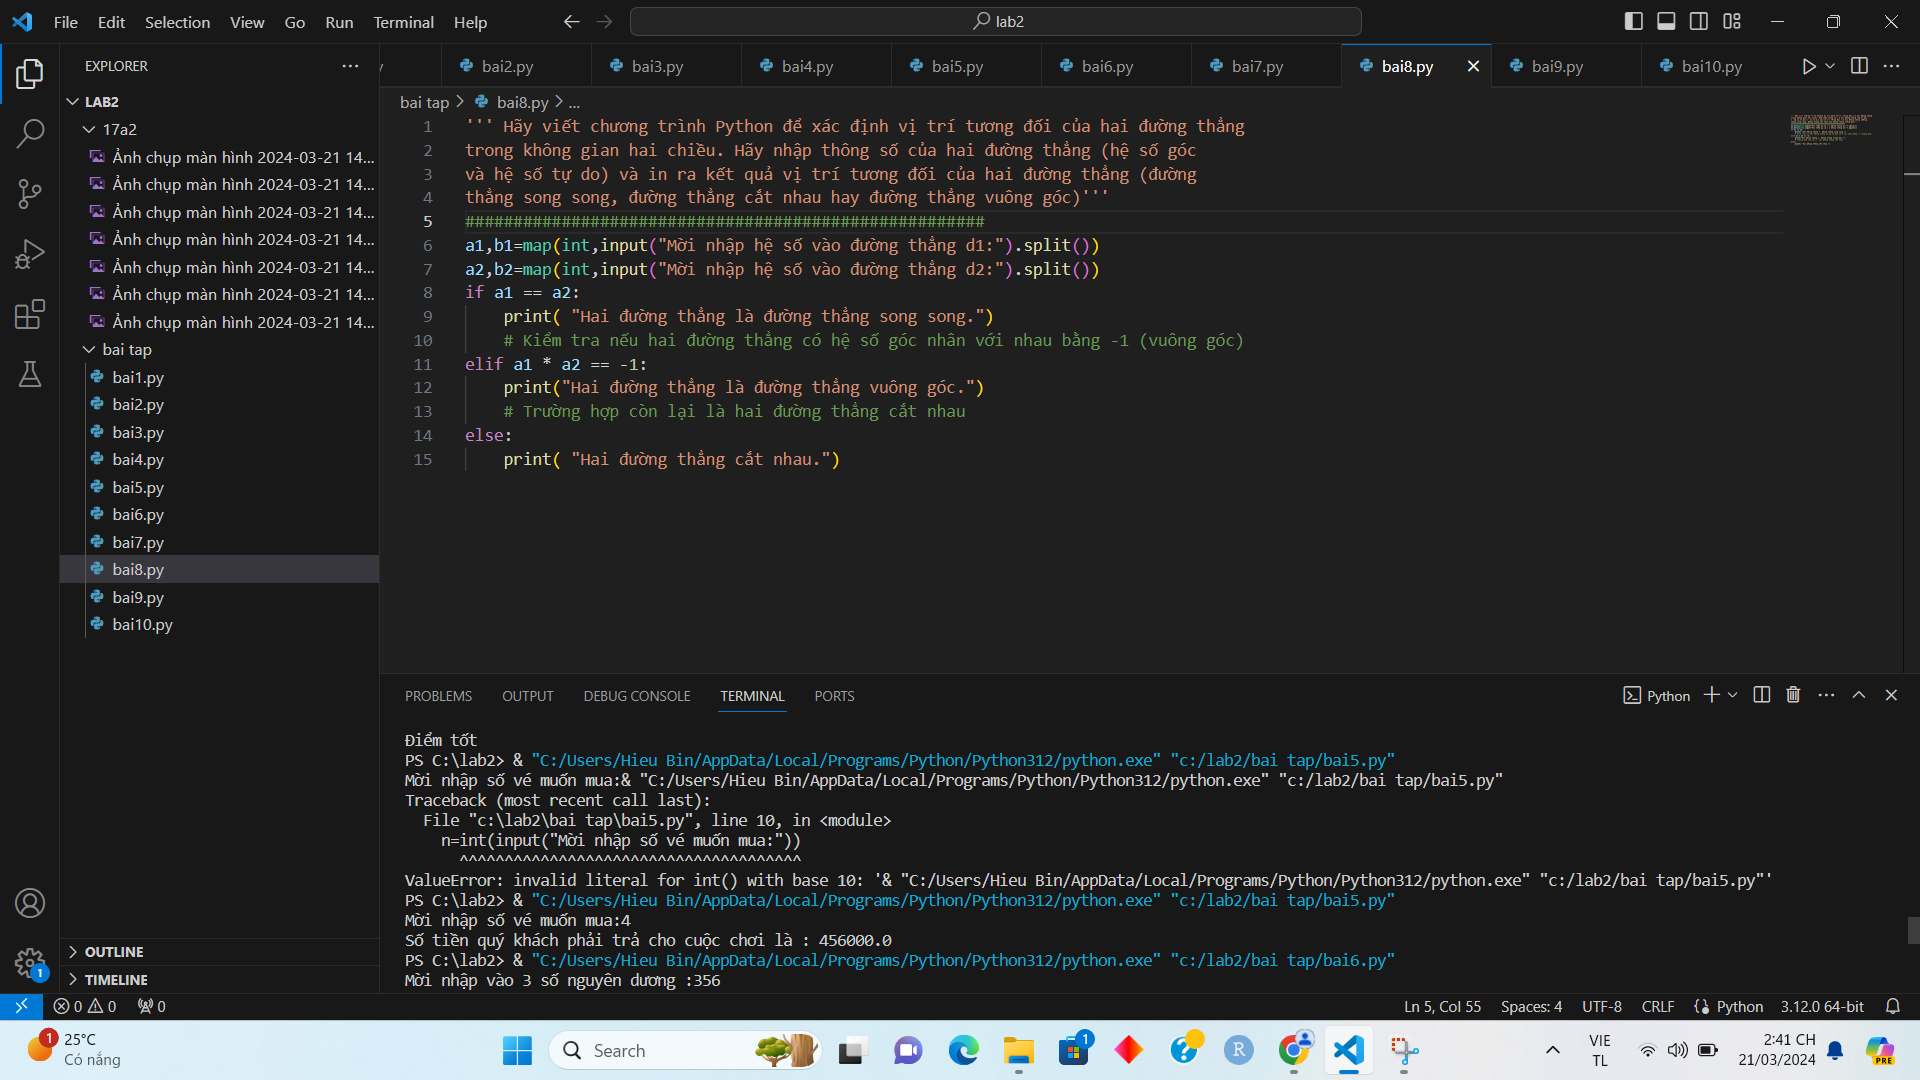 File Edit Selection View Go Run Terminal Help
lab2
EXPLORER
LAB2
17a2
Ảnh chụp màn hình 2024-03-21 14...
Ảnh chụp màn hình 2024-03-21 14...
Ảnh chụp màn hình 2024-03-21 14...
Ảnh chụp màn hình 2024-03-21 14...
Ảnh chụp màn hình 2024-03-21 14...
Ảnh chụp màn hình 2024-03-21 14...
Ảnh chụp màn hình 2024-03-21 14...
bai tap
bai1.py
bai2.py
bai3.py
bai4.py
bai5.py
bai6.py
bai7.py
bai8.py
bai9.py
bai10.py
OUTLINE
TIMELINE
bai2.py bai3.py bai4.py bai5.py bai6.py bai7.py bai8.py bai9.py bai10.py
bai tap > bai8.py > ...
1 ''' Hãy viết chương trình Python để xác định vị trí tương đối của hai đường thẳng
2 trong không gian hai chiều. Hãy nhập thông số của hai đường thẳng (hệ số góc
3 và hệ số tự do) và in ra kết quả vị trí tương đối của hai đường thẳng (đường
4 thẳng song song, đường thẳng cắt nhau hay đường thẳng vuông góc)'''
5 ######################################################
6 a1,b1=map(int,input("Mời nhập hệ số vào đường thẳng d1:").split())
7 a2,b2=map(int,input("Mời nhập hệ số vào đường thẳng d2:").split())
8 if a1 == a2:
9 print( "Hai đường thẳng là đường thẳng song song.")
10 # Kiểm tra nếu hai đường thẳng có hệ số góc nhân với nhau bằng -1 (vuông góc)
11 elif a1 * a2 == -1:
12 print("Hai đường thẳng là đường thẳng vuông góc.")
13 # Trường hợp còn lại là hai đường thẳng cắt nhau
14 else:
15 print( "Hai đường thẳng cắt nhau.")
PROBLEMS OUTPUT DEBUG CONSOLE TERMINAL PORTS
Python
Điểm tốt
PS C:\lab2> & "C:/Users/Hieu Bin/AppData/Local/Programs/Python/Python312/python.exe" "c:/lab2/bai tap/bai5.py"
Mời nhập số vé muốn mua:& "C:/Users/Hieu Bin/AppData/Local/Programs/Python/Python312/python.exe" "c:/lab2/bai tap/bai5.py"
Traceback (most recent call last):
File "c:\lab2\bai tap\bai5.py", line 10, in <module>
n=int(input("Mời nhập số vé muốn mua:"))
^^^^^^^^^^^^^^^^^^^^^^^^^^^^^^^^^^^^^^
ValueError: invalid literal for int() with base 10: '& "C:/Users/Hieu Bin/AppData/Local/Programs/Python/Python312/python.exe" "c:/lab2/bai tap/bai5.py"'
PS C:\lab2> & "C:/Users/Hieu Bin/AppData/Local/Programs/Python/Python312/python.exe" "c:/lab2/bai tap/bai5.py"
Mời nhập số vé muốn mua:4
Số tiền quý khách phải trả cho cuộc chơi là : 456000.0
PS C:\lab2> & "C:/Users/Hieu Bin/AppData/Local/Programs/Python/Python312/python.exe" "c:/lab2/bai tap/bai6.py"
Mời nhập vào 3 số nguyên dương :356
1
0 0 0
Ln 5, Col 55 Spaces: 4 UTF-8 CRLF Python 3.12.0 64-bit
1
25°C
Có nắng
Search
1
R
VIE
TL
2:41 CH
21/03/2024
PRE